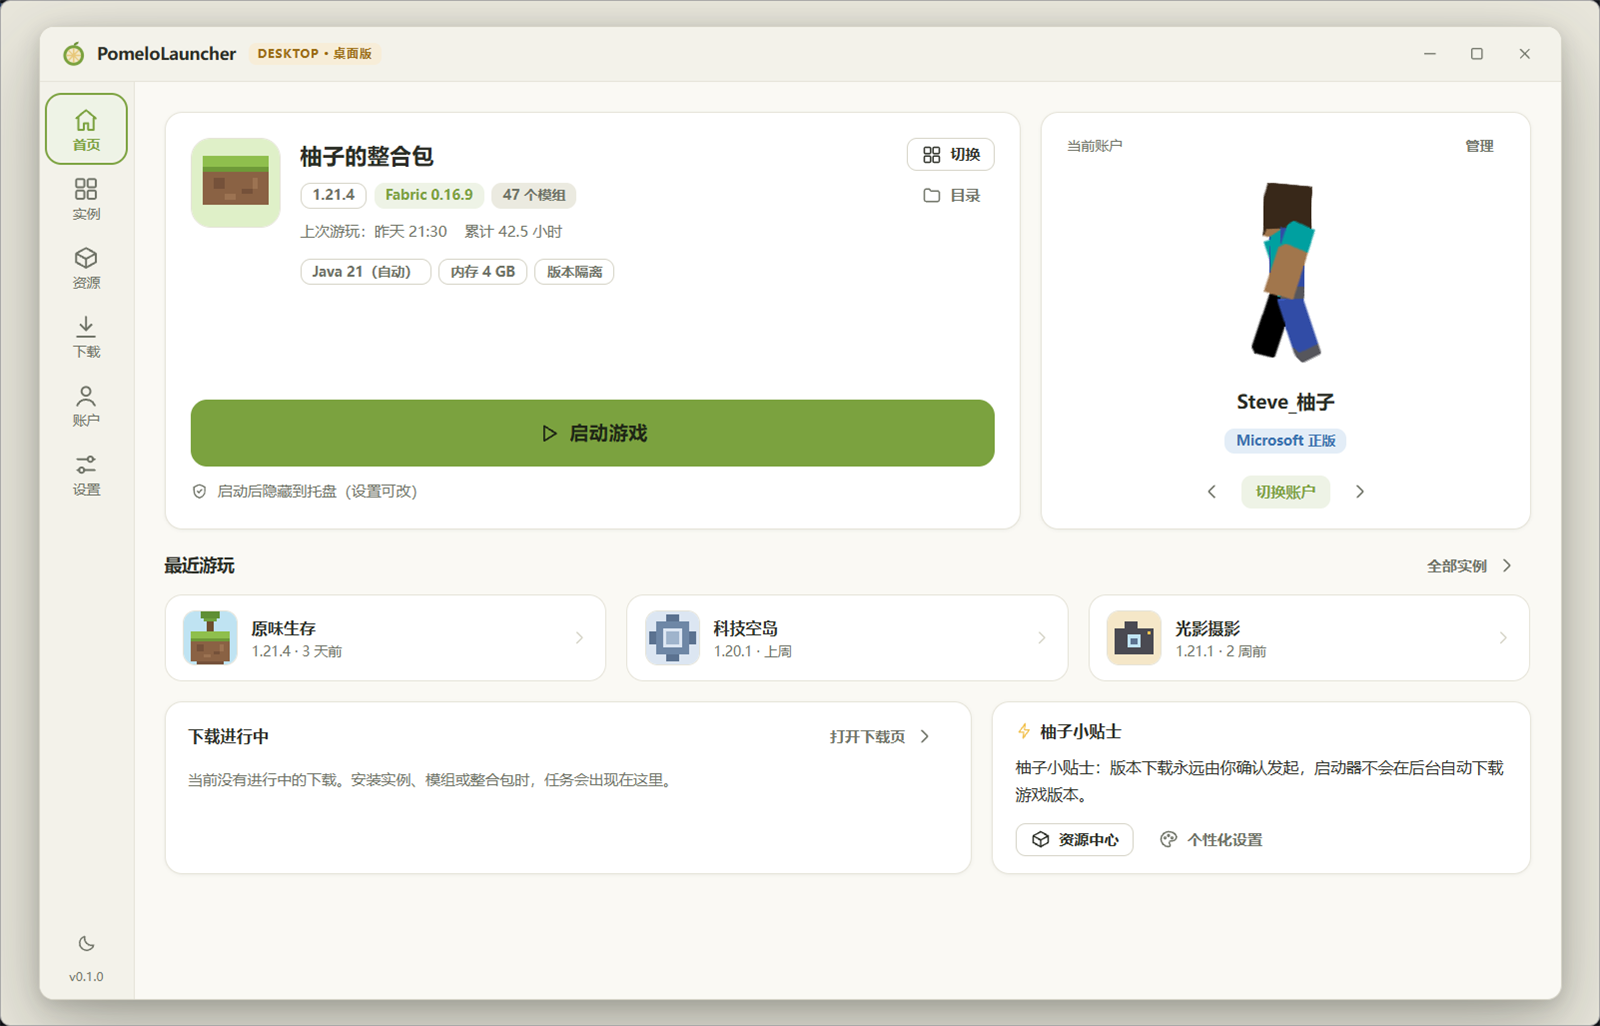 PomeloLauncher DESKTOP • 桌面版
首页
实例
资源
下载
账户
设置
v0.1.0
柚子的整合包
切换
1.21.4 Fabric 0.16.9 47 个模组
目录
上次游玩：昨天 21:30 累计 42.5 小时
Java 21（自动） 内存 4 GB 版本隔离
启动游戏
启动后隐藏到托盘（设置可改）
当前账户 管理
Steve_柚子
Microsoft 正版
切换账户
最近游玩 全部实例
原味生存
1.21.4 · 3 天前
科技空岛
1.20.1 · 上周
光影摄影
1.21.1 · 2 周前
下载进行中 打开下载页
当前没有进行中的下载。安装实例、模组或整合包时，任务会出现在这里。
柚子小贴士
柚子小贴士：版本下载永远由你确认发起，启动器不会在后台自动下载
游戏版本。
资源中心 个性化设置